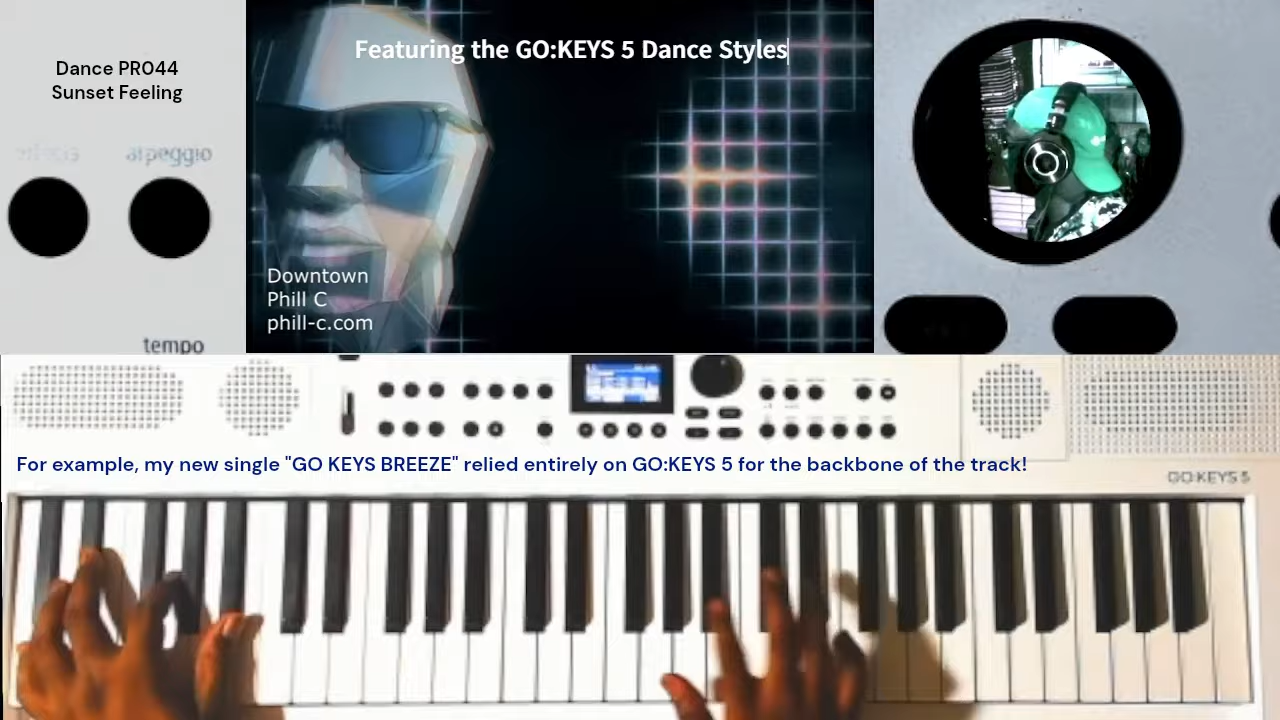 Dance PR044
Sunset Feeling
arpeggio
tempo
Featuring the GO:KEYS 5 Dance Styles
Downtown
Phill C
phill-c.com
For example, my new single "GO KEYS BREEZE" relied entirely on GO:KEYS 5 for the backbone of the track!
GO:KEYS 5